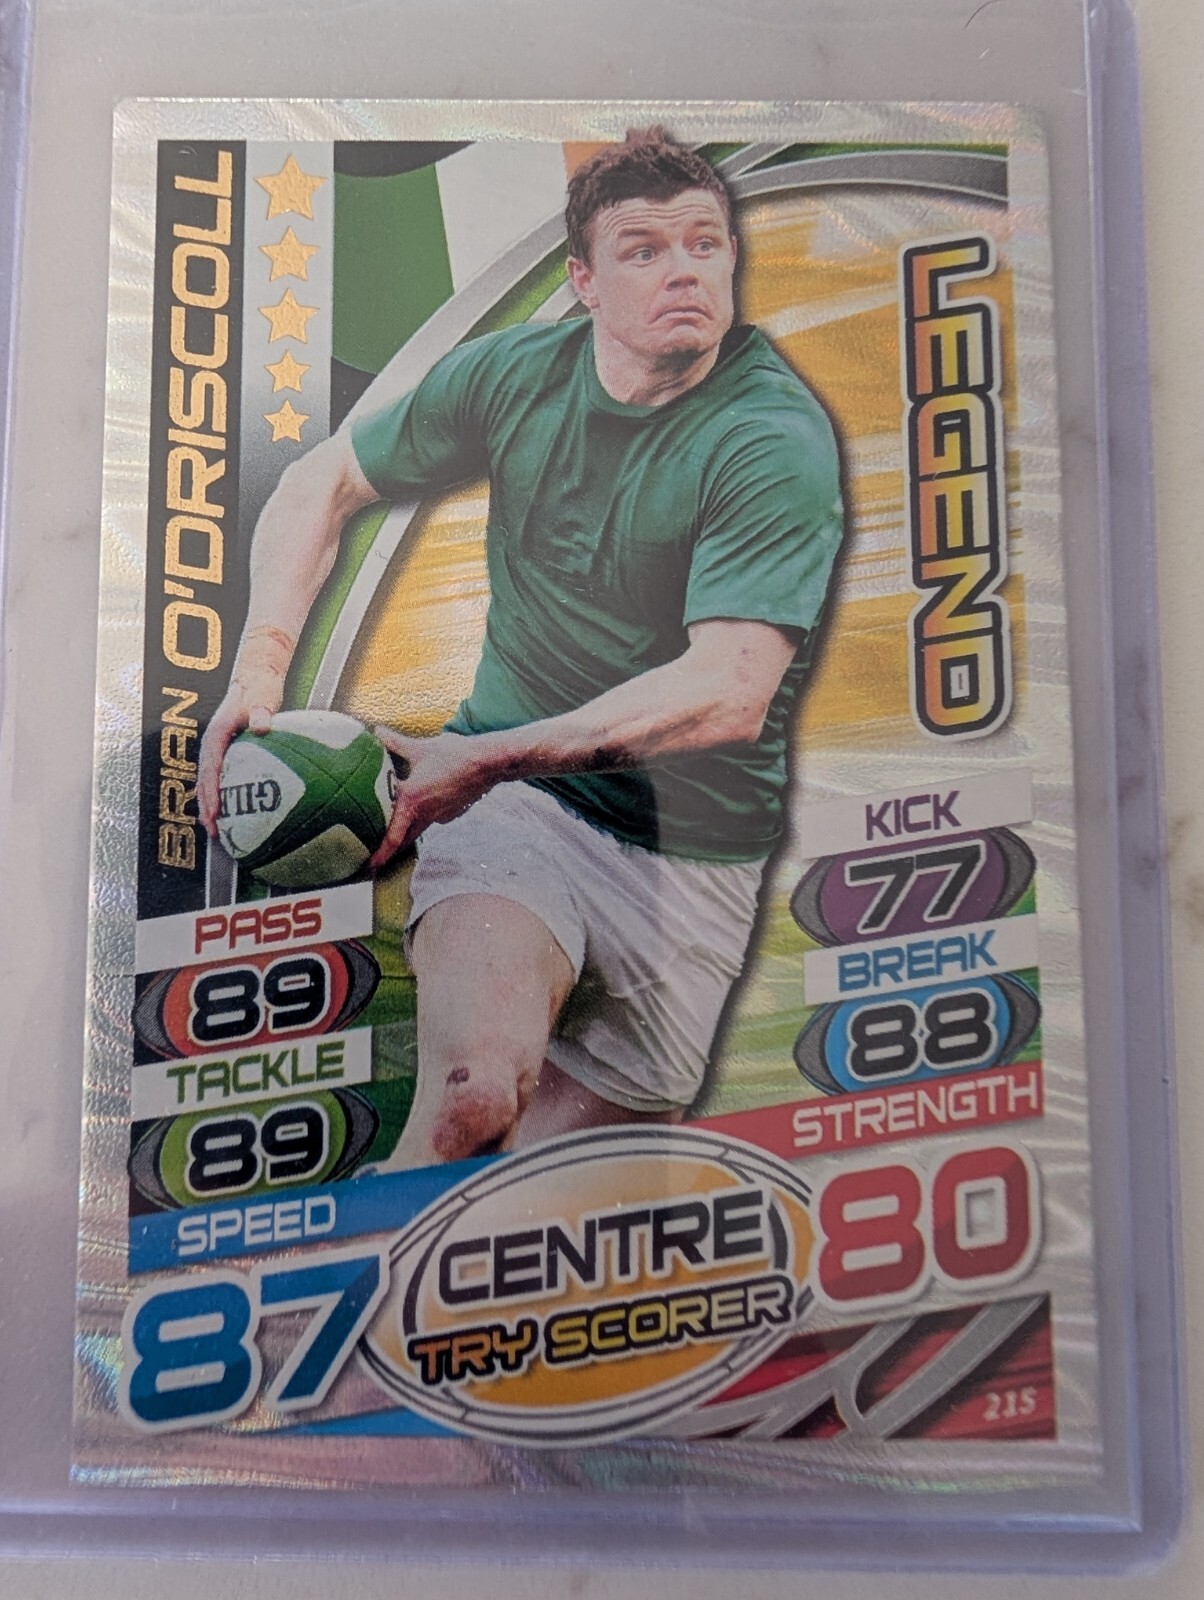 BRIAN O'DRISCOLL
LEGEND
KICK
77
PASS
89
BREAK
88
TACKLE
89
STRENGTH
80
SPEED
87
CENTRE
TRY SCORER
215